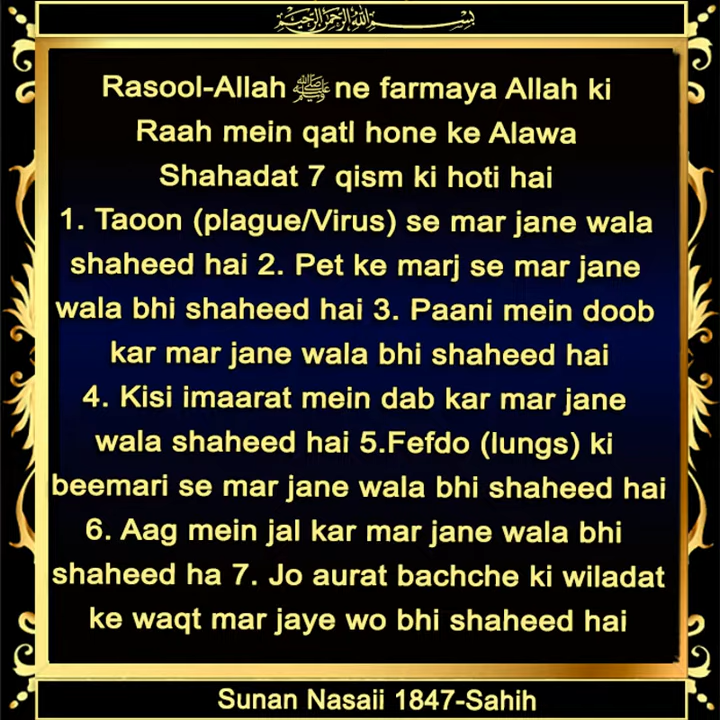 بسم الله الرحمن الرحيم
Rasool-Allah ﷺ ne farmaya Allah ki
Raah mein qatl hone ke Alawa
Shahadat 7 qism ki hoti hai
1. Taoon (plague/Virus) se mar jane wala
shaheed hai 2. Pet ke marj se mar jane
wala bhi shaheed hai 3. Paani mein doob
kar mar jane wala bhi shaheed hai
4. Kisi imaarat mein dab kar mar jane
wala shaheed hai 5.Fefdo (lungs) ki
beemari se mar jane wala bhi shaheed hai
6. Aag mein jal kar mar jane wala bhi
shaheed ha 7. Jo aurat bachche ki wiladat
ke waqt mar jaye wo bhi shaheed hai
Sunan Nasaii 1847-Sahih